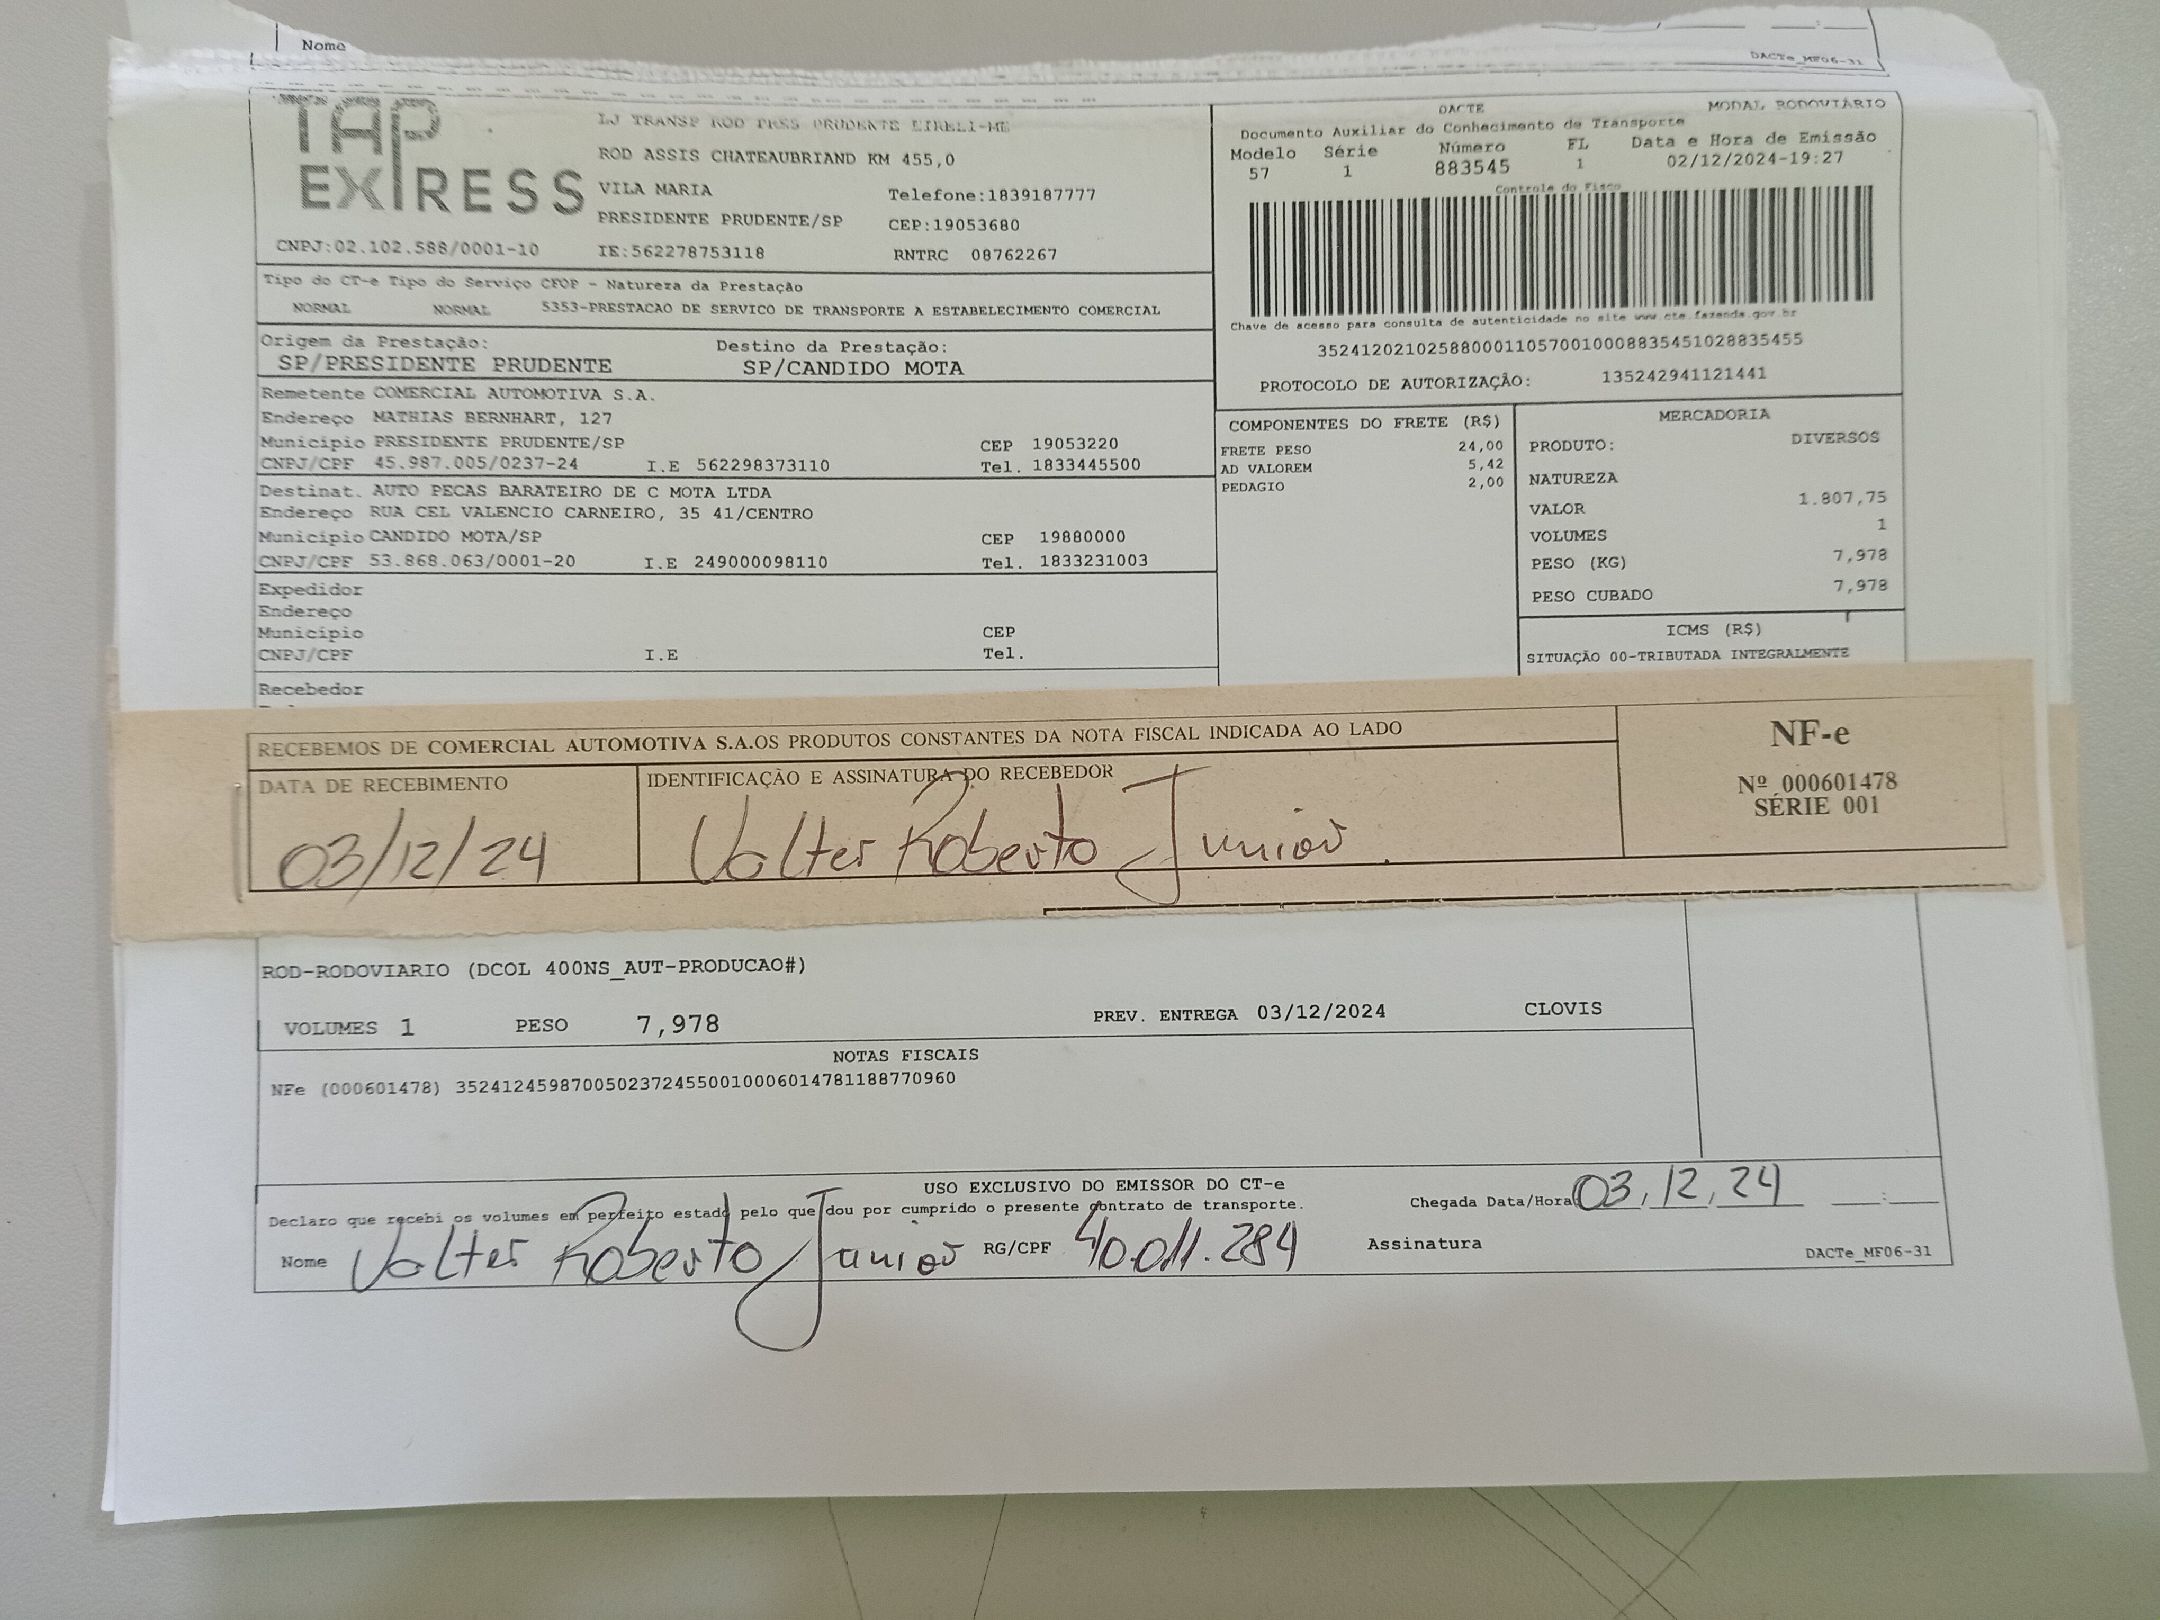 Nome
DACTe_MF06-31
TAP EXPRESS
LJ TRANSP ROD PRES PRUDENTE EIRELI-ME
ROD ASSIS CHATEAUBRIAND KM 455,0
VILA MARIA Telefone:1839187777
PRESIDENTE PRUDENTE/SP CEP:19053680
CNPJ:02.102.588/0001-10 IE:562278753118 RNTRC 08762267
DACTE MODAL RODOVIÁRIO
Documento Auxiliar do Conhecimento de Transporte
Modelo Série Número FL Data e Hora de Emissão
57 1 883545 1 02/12/2024-19:27
Controle do Fisco
Chave de acesso para consulta de autenticidade no site www.cte.fazenda.gov.br
35241202102588000110570010008835451028835455
PROTOCOLO DE AUTORIZAÇÃO: 135242941121441
Tipo do CT-e Tipo do Serviço CFOP - Natureza da Prestação
NORMAL NORMAL 5353-PRESTACAO DE SERVICO DE TRANSPORTE A ESTABELECIMENTO COMERCIAL
Origem da Prestação: Destino da Prestação:
SP/PRESIDENTE PRUDENTE SP/CANDIDO MOTA
Remetente COMERCIAL AUTOMOTIVA S.A.
Endereço MATHIAS BERNHART, 127
Município PRESIDENTE PRUDENTE/SP CEP 19053220
CNPJ/CPF 45.987.005/0237-24 I.E 562298373110 Tel. 1833445500
Destinat. AUTO PECAS BARATEIRO DE C MOTA LTDA
Endereço RUA CEL VALENCIO CARNEIRO, 35 41/CENTRO
Município CANDIDO MOTA/SP CEP 19880000
CNPJ/CPF 53.868.063/0001-20 I.E 249000098110 Tel. 1833231003
Expedidor
Endereço
Município CEP
CNPJ/CPF I.E Tel.
Recebedor
COMPONENTES DO FRETE (R$)
FRETE PESO 24,00
AD VALOREM 5,42
PEDAGIO 2,00
MERCADORIA
PRODUTO: DIVERSOS
NATUREZA
VALOR 1.807,75
VOLUMES 1
PESO (KG) 7,978
PESO CUBADO 7,978
ICMS (R$)
SITUAÇÃO 00-TRIBUTADA INTEGRALMENTE
RECEBEMOS DE COMERCIAL AUTOMOTIVA S.A.OS PRODUTOS CONSTANTES DA NOTA FISCAL INDICADA AO LADO
DATA DE RECEBIMENTO IDENTIFICAÇÃO E ASSINATURA DO RECEBEDOR
03/12/24 Valter Roberto Junior
NF-e
Nº 000601478
SÉRIE 001
ROD-RODOVIARIO (DCOL 400NS_AUT-PRODUCAO#)
VOLUMES 1 PESO 7,978 PREV. ENTREGA 03/12/2024 CLOVIS
NOTAS FISCAIS
NFe (000601478) 35241245987005023724550010006014781188770960
USO EXCLUSIVO DO EMISSOR DO CT-e
Declaro que recebi os volumes em perfeito estado pelo que dou por cumprido o presente contrato de transporte. Chegada Data/Hora 03, 12, 24 :
Nome Valter Roberto Junior RG/CPF 40.011.284 Assinatura DACTe_MF06-31